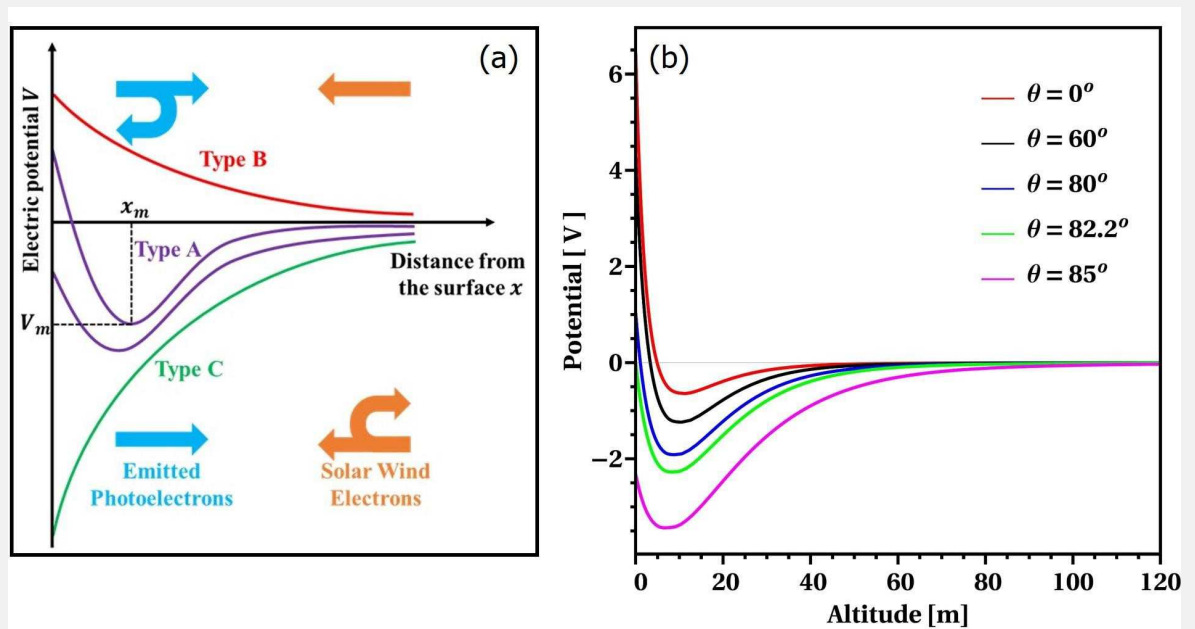 (a)
Electric potential V
Type B
x_m
Type A
Distance from
the surface x
V_m
Type C
Emitted
Photoelectrons
Solar Wind
Electrons
(b)
θ = 0°
θ = 60°
θ = 80°
θ = 82.2°
θ = 85°
Potential [ V ]
6
4
2
0
−2
0 20 40 60 80 100 120
Altitude [m]